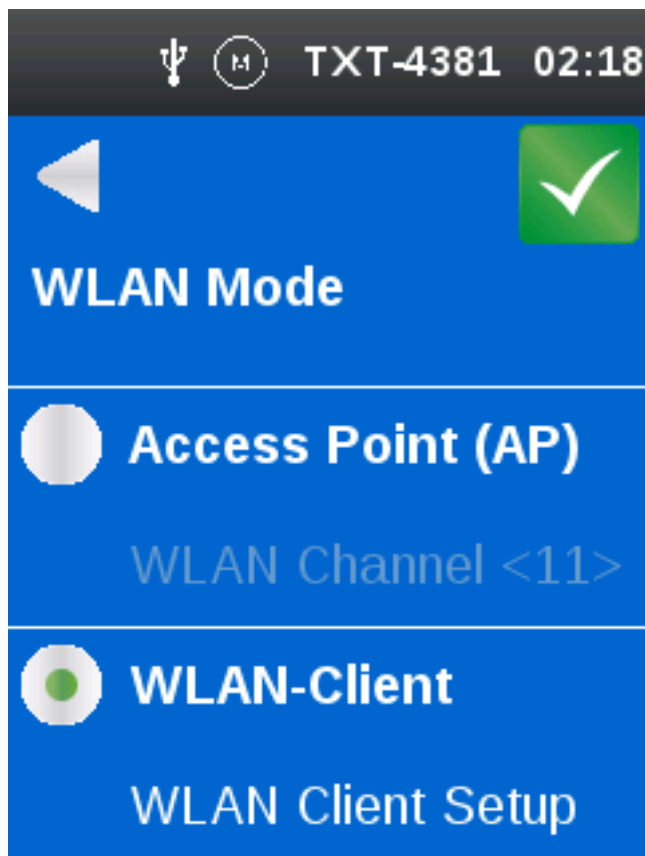 M TXT-4381 02:18
WLAN Mode
Access Point (AP)
WLAN Channel <11>
WLAN-Client
WLAN Client Setup